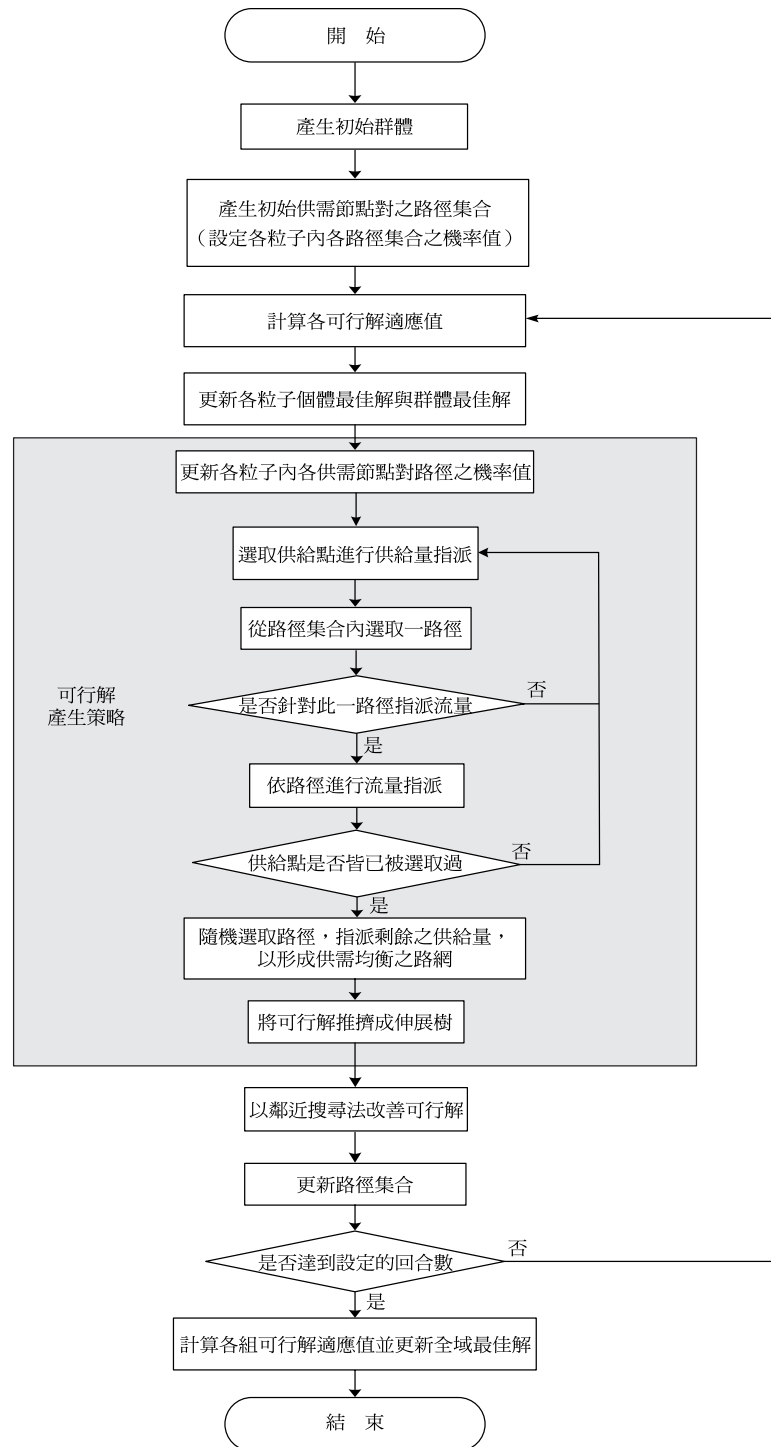 開 始
產生初始群體
產生初始供需節點對之路徑集合
（設定各粒子內各路徑集合之機率值）
計算各可行解適應值
更新各粒子個體最佳解與群體最佳解
更新各粒子內各供需節點對路徑之機率值
選取供給點進行供給量指派
從路徑集合內選取一路徑
可行解
產生策略
是否針對此一路徑指派流量
否
是
依路徑進行流量指派
供給點是否皆已被選取過
否
是
隨機選取路徑，指派剩餘之供給量，
以形成供需均衡之路網
將可行解推擠成伸展樹
以鄰近搜尋法改善可行解
更新路徑集合
是否達到設定的回合數
否
是
計算各組可行解適應值並更新全域最佳解
結 束